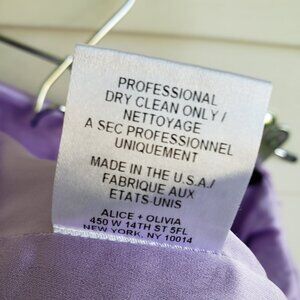 PROFESSIONAL
DRY CLEAN ONLY /
NETTOYAGE
A SEC PROFESSIONEL
UNIQUEMENT
MADE IN THE U.S.A./
FABRIQUE AUX
ETATS-UNIS
ALICE + OLIVIA
450 W 14TH ST 5FL
NEW YORK, NY 10014